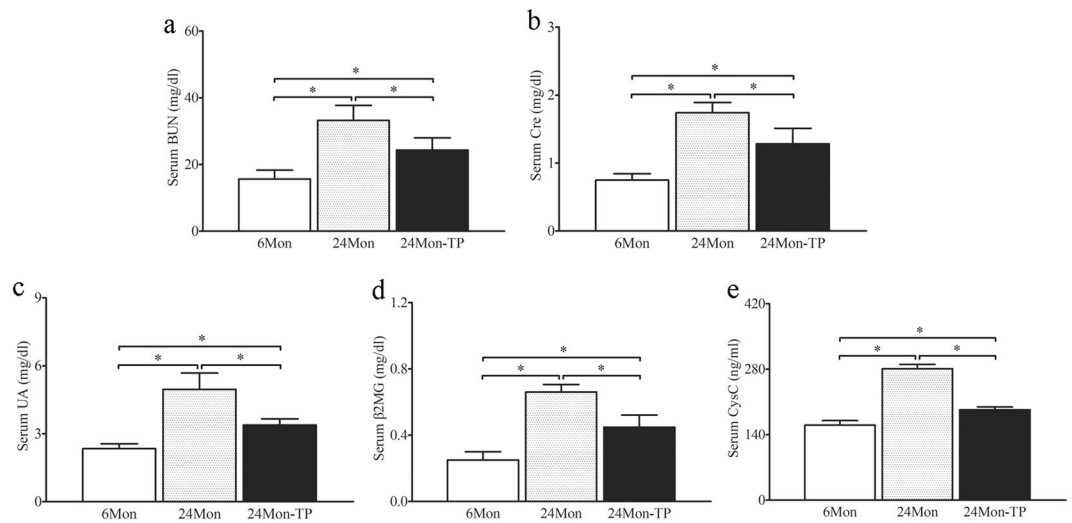 a
Serum BUN (mg/dl)
60
40
20
0
*
*
*
6Mon
24Mon
24Mon-TP
b
Serum Cre (mg/dl)
3
2
1
0
*
*
*
6Mon
24Mon
24Mon-TP
c
Serum UA (mg/dl)
9
6
3
0
*
*
*
6Mon
24Mon
24Mon-TP
d
Serum β2MG (mg/dl)
1.2
0.8
0.4
0.0
*
*
*
6Mon
24Mon
24Mon-TP
e
Serum CysC (ng/ml)
420
280
140
0
*
*
*
6Mon
24Mon
24Mon-TP